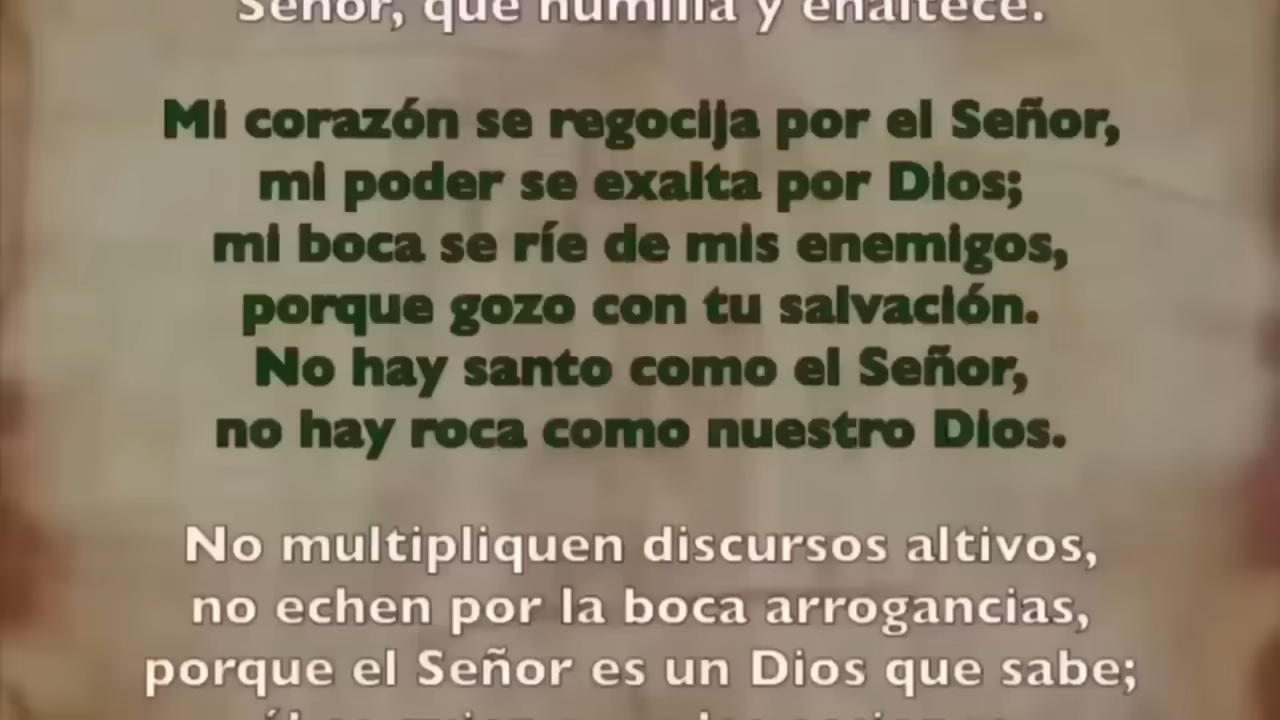 Señor, que humilla y enaltece.
Mi corazón se regocija por el Señor,
mi poder se exalta por Dios;
mi boca se ríe de mis enemigos,
porque gozo con tu salvación.
No hay santo como el Señor,
no hay roca como nuestro Dios.
No multipliquen discursos altivos,
no echen por la boca arrogancias,
porque el Señor es un Dios que sabe;